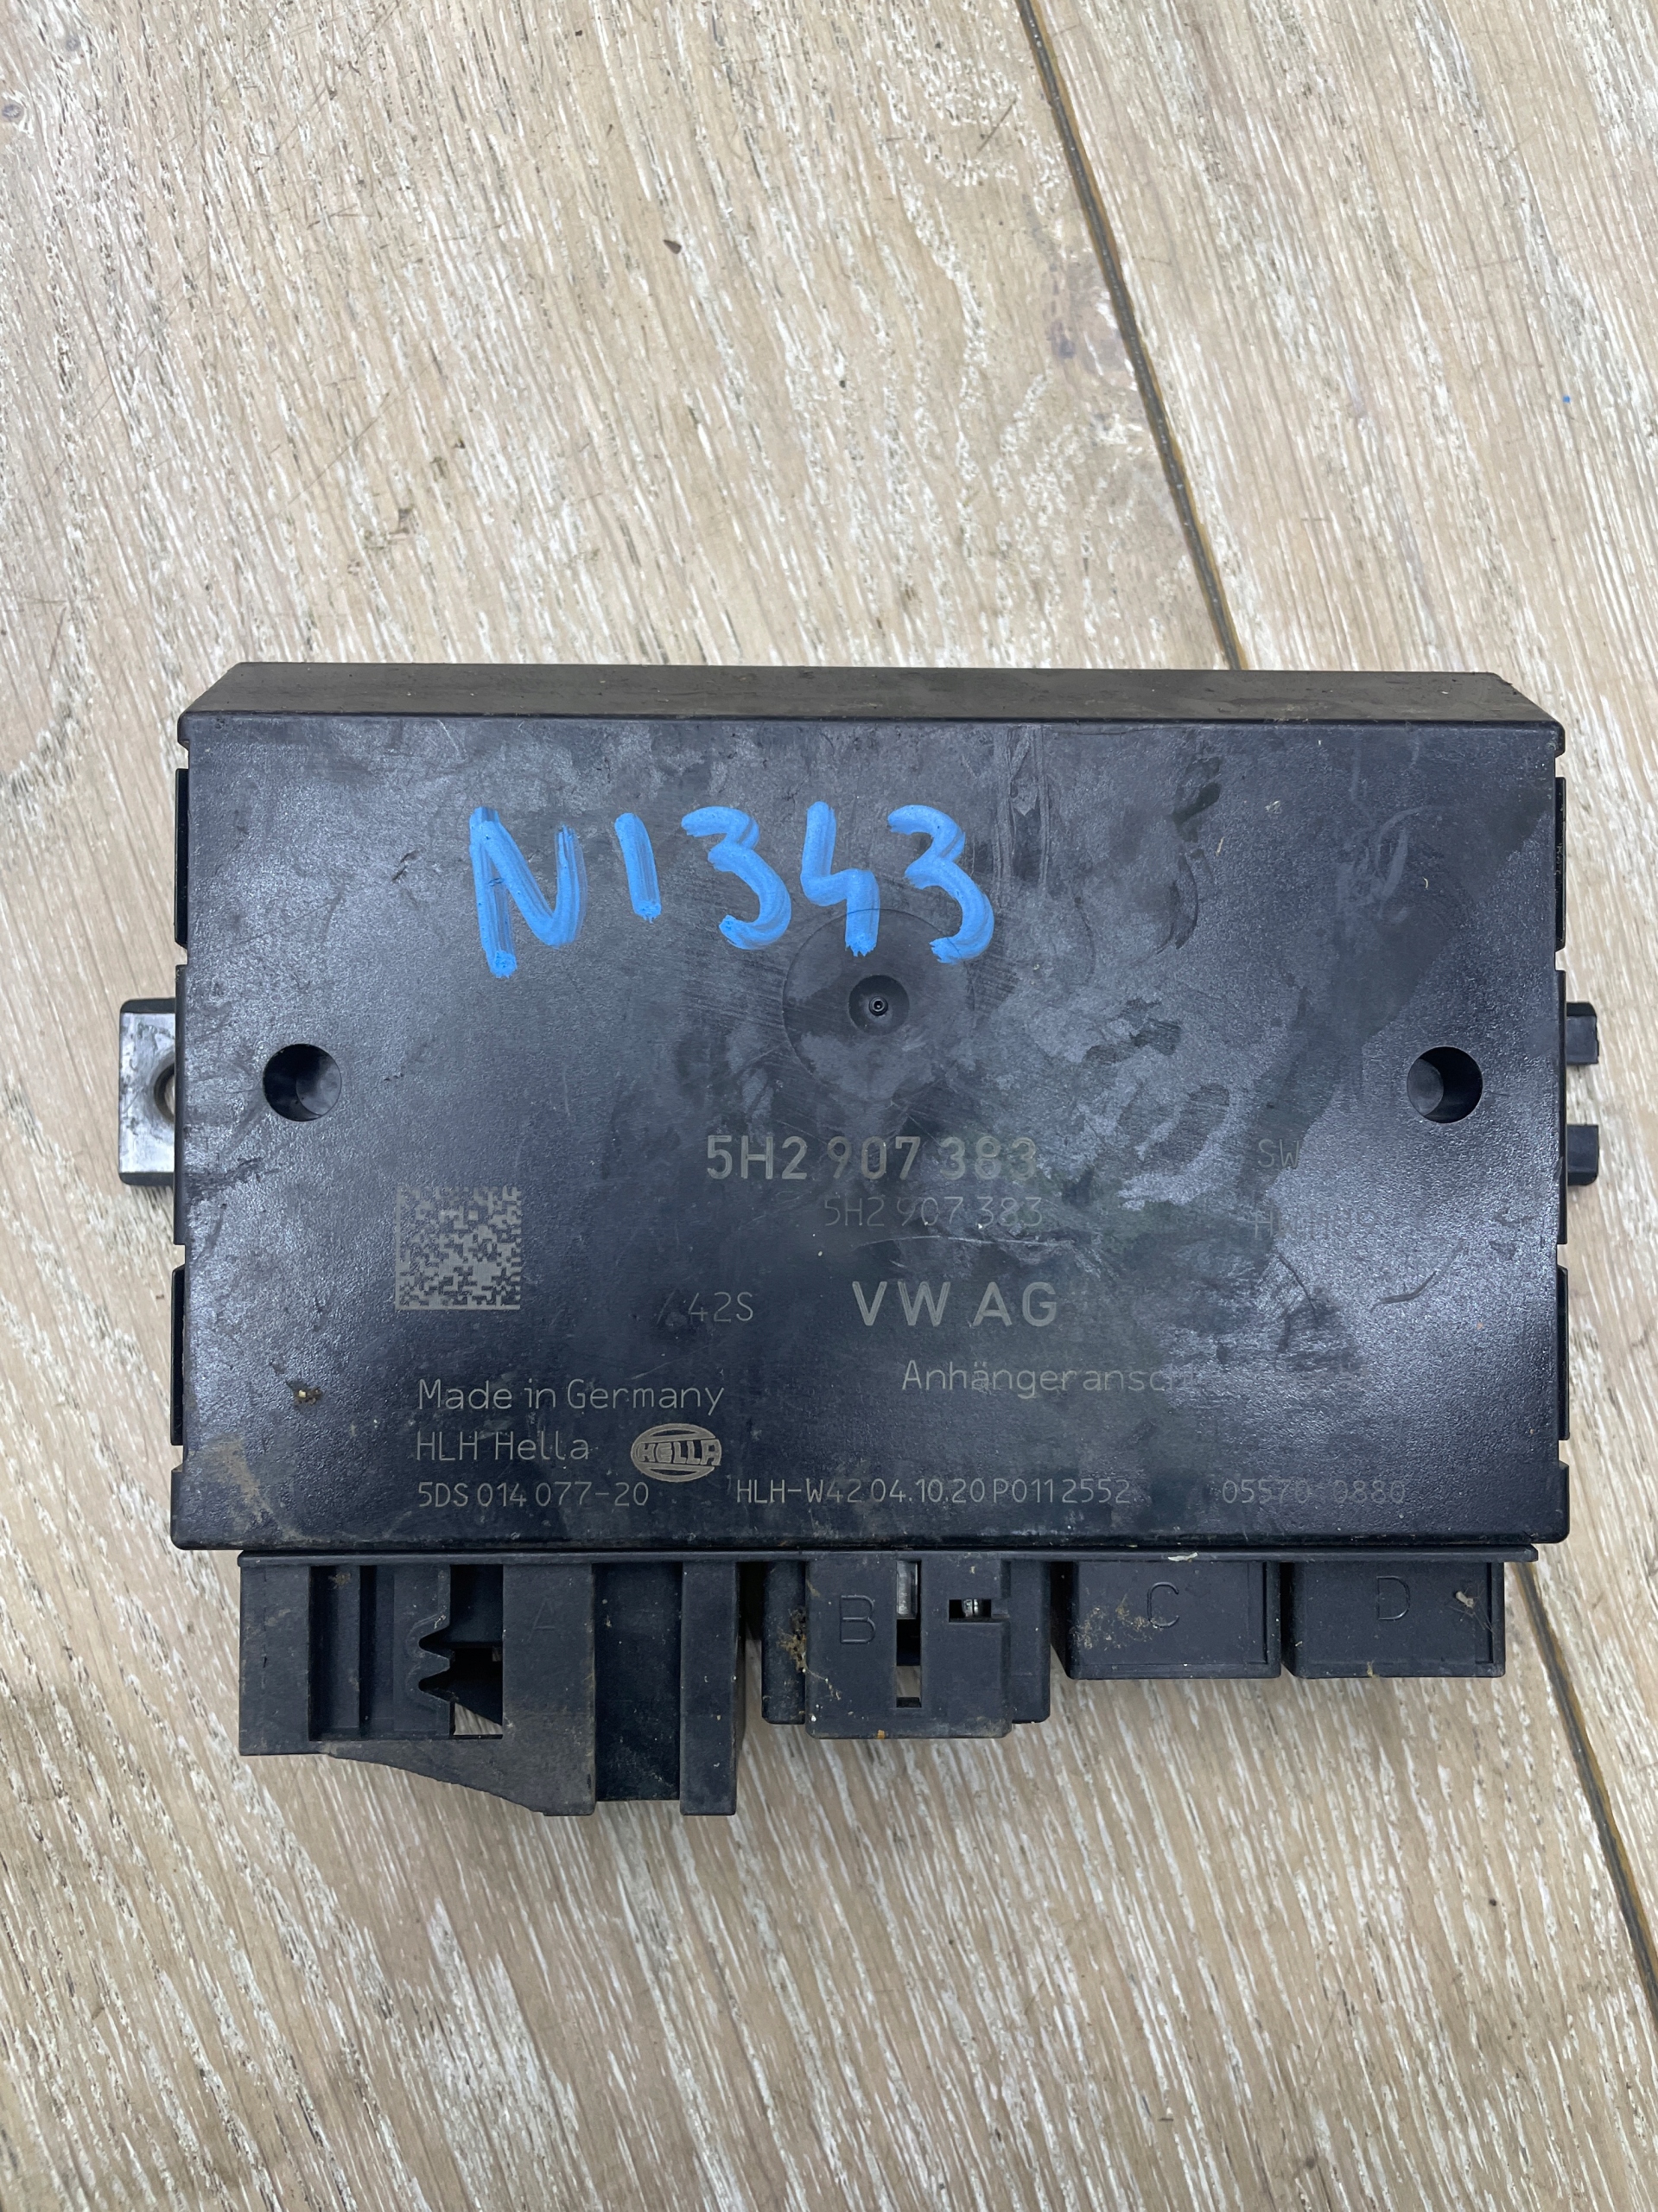 N1343
5H2 907 383
5H2 907 383
SW
42S
VW AG
Made in Germany
HLH Hella
HELLA
5DS 014 077-20
HLH-W42 04.10.20 P0112552
A
B
C
D